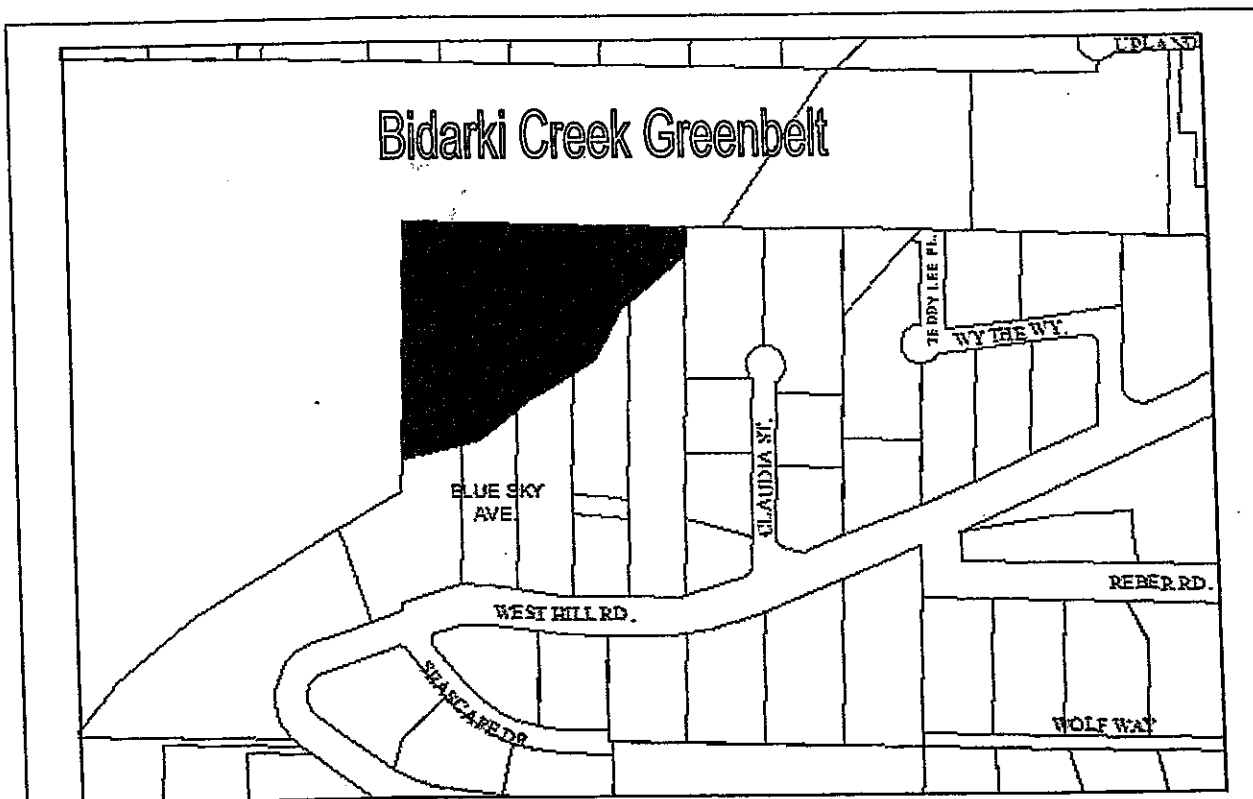 UPLAND
Bidarki Creek Greenbelt
TEDDY LEE PL.
WYTHE WY.
CLAUDIA ST.
BLUE SKY
AVE.
REBER RD.
WEST HILL RD.
SEASCAPE DR
WOLF WAY